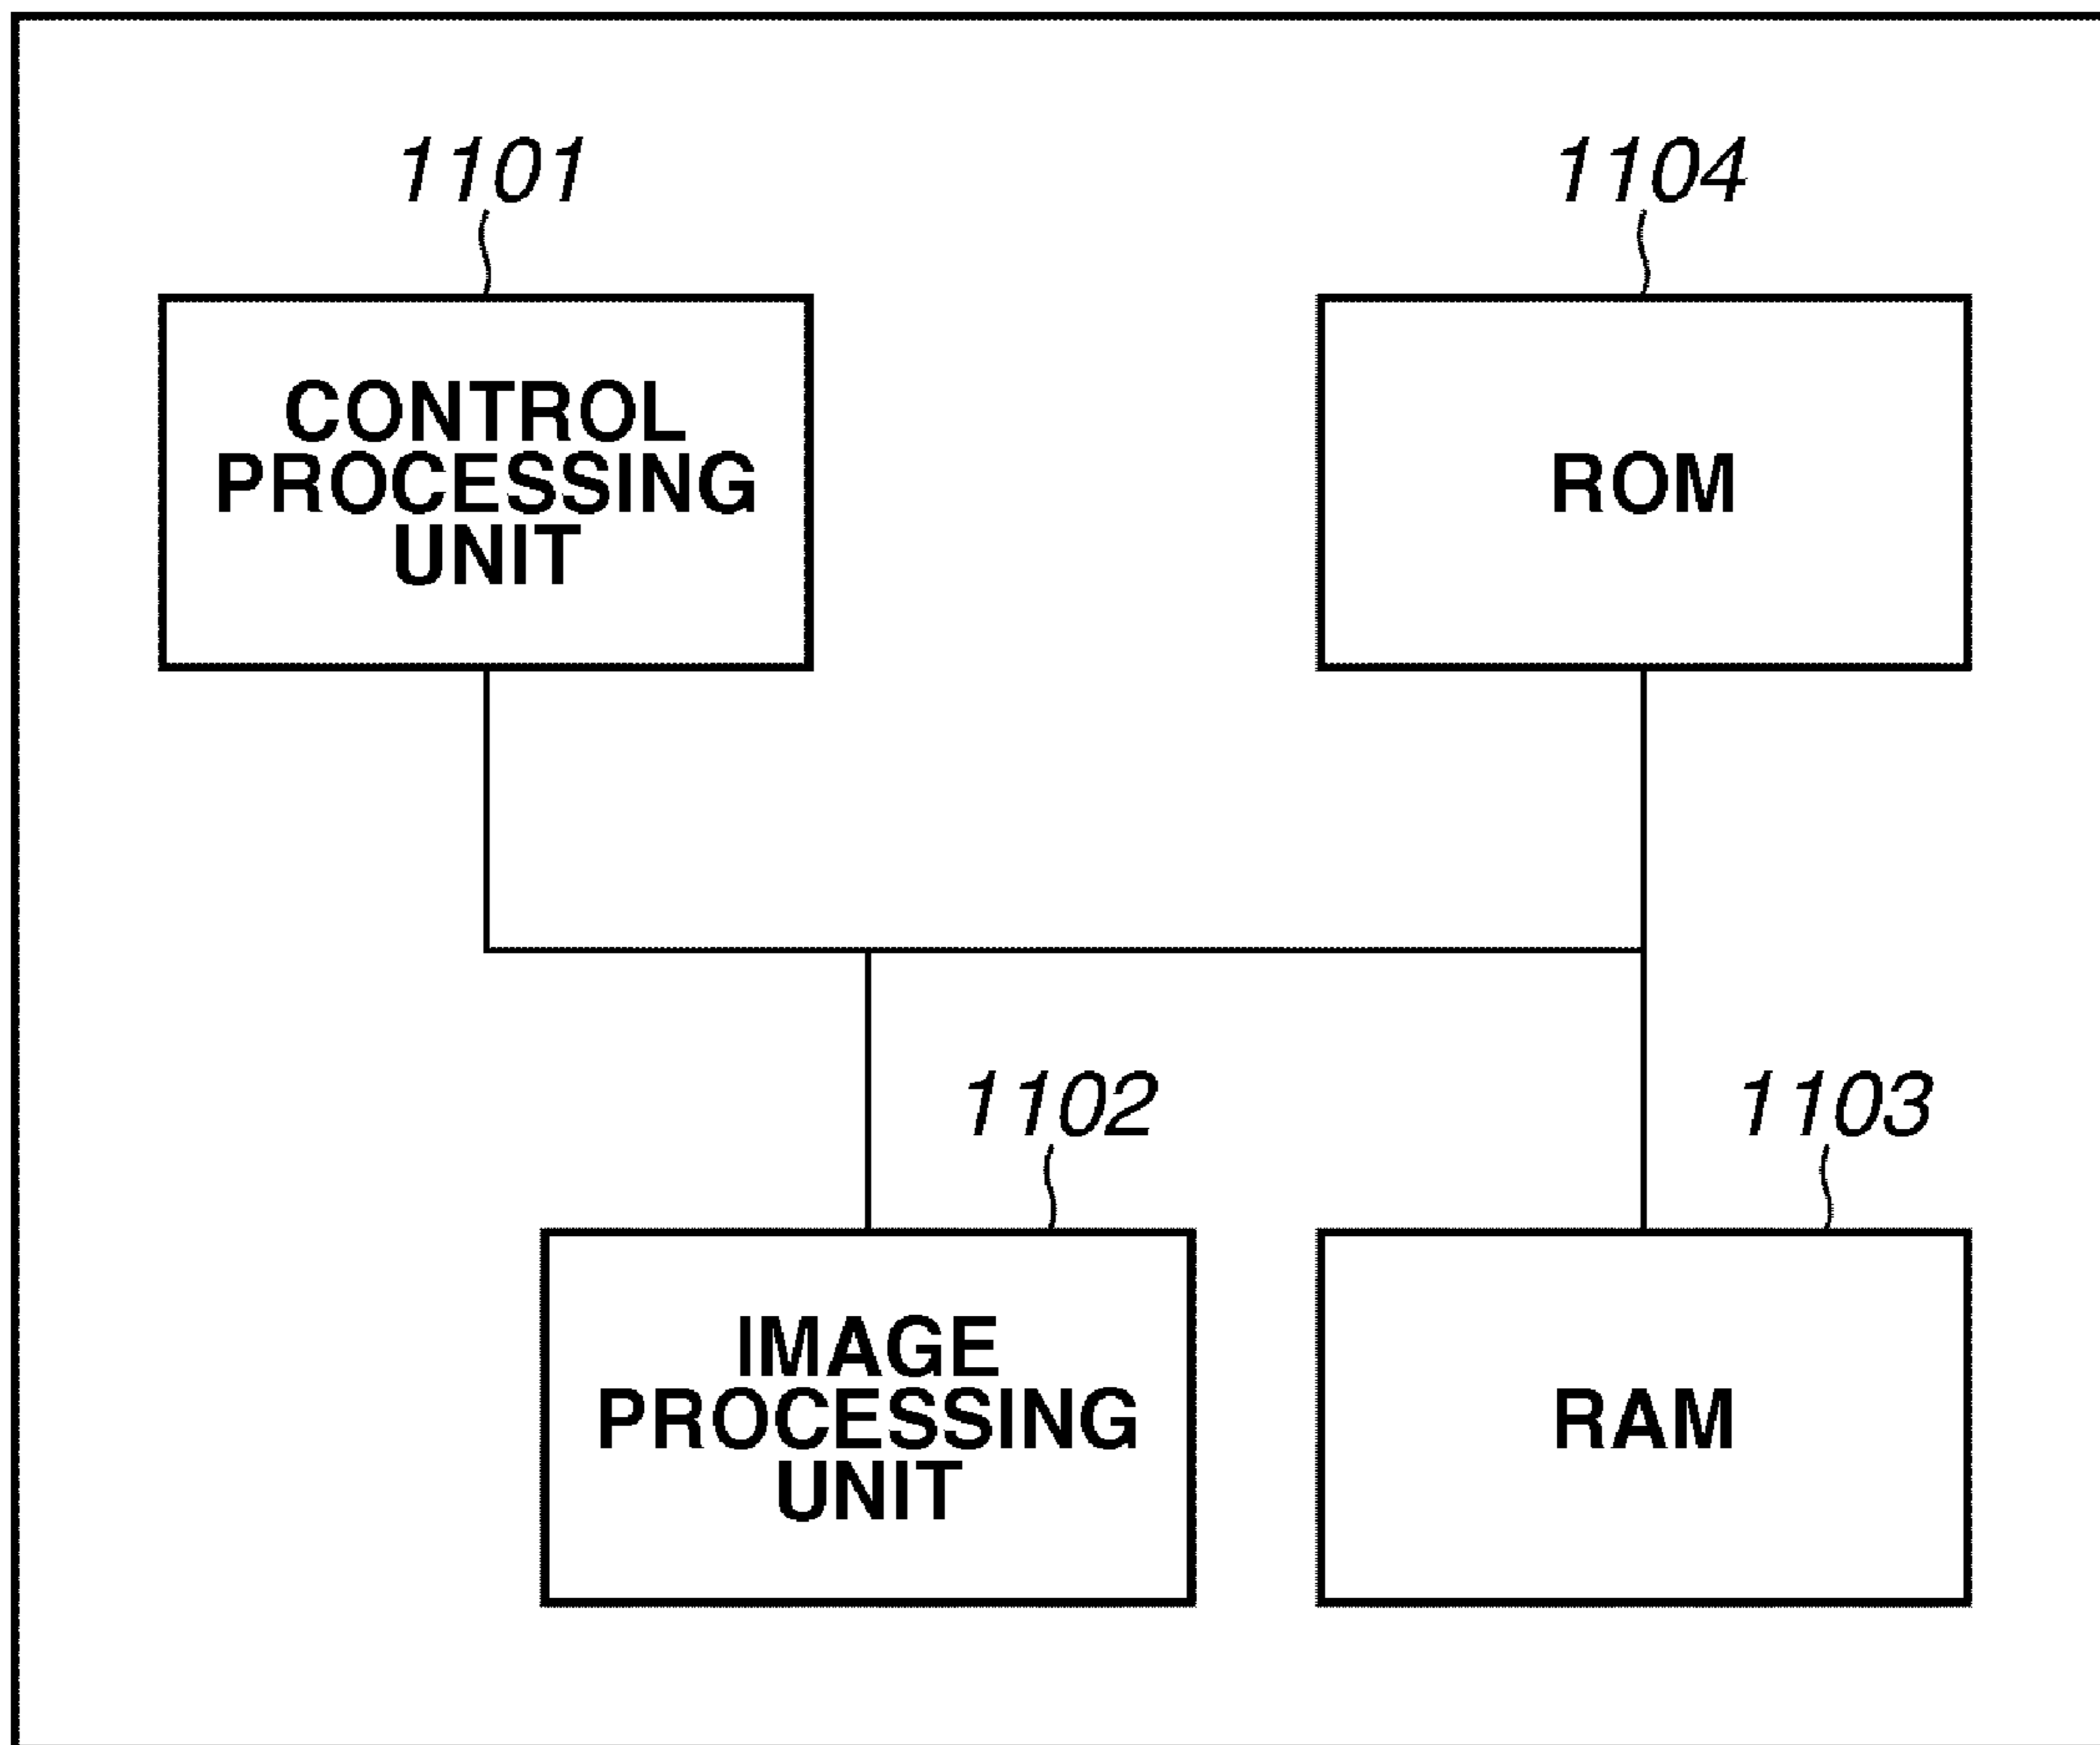 1101
CONTROL
PROCESSING
UNIT
1104
ROM
1102
IMAGE
PROCESSING
UNIT
1103
RAM